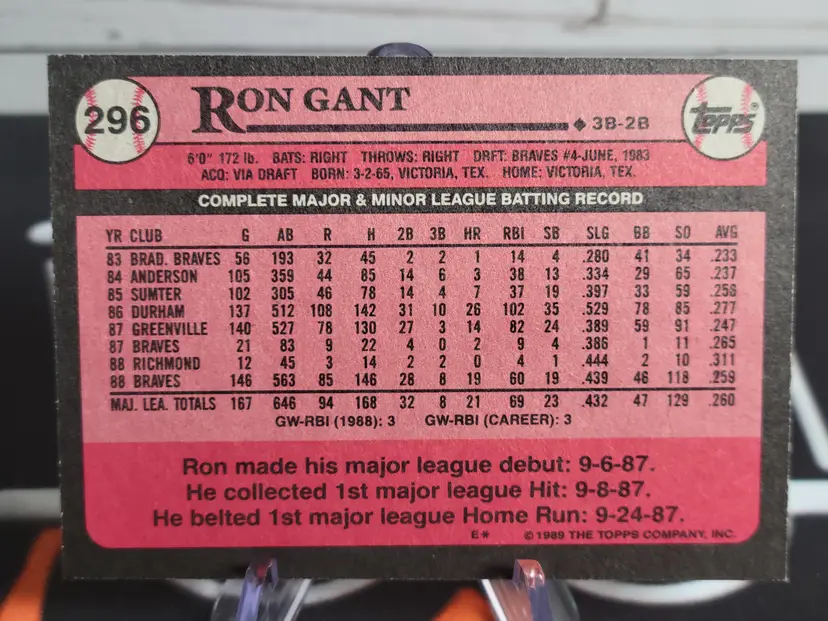 296
RON GANT
3B-2B
TOPPS®
6'0" 172 lb. BATS: RIGHT THROWS: RIGHT DRFT: BRAVES #4-JUNE, 1983
ACQ: VIA DRAFT BORN: 3-2-65, VICTORIA, TEX. HOME: VICTORIA, TEX.
COMPLETE MAJOR & MINOR LEAGUE BATTING RECORD
YR CLUB G AB R H 2B 3B HR RBI SB SLG BB SO AVG
83 BRAD. BRAVES 56 193 32 45 2 2 1 14 4 .280 41 34 .233
84 ANDERSON 105 359 44 85 14 6 3 38 13 .334 29 65 .237
85 SUMTER 102 305 46 78 14 4 7 37 19 .397 33 59 .256
86 DURHAM 137 512 108 142 31 10 26 102 35 .529 78 85 .277
87 GREENVILLE 140 527 78 130 27 3 14 82 24 .389 59 91 .247
87 BRAVES 21 83 9 22 4 0 2 9 4 .386 1 11 .265
88 RICHMOND 12 45 3 14 2 2 0 4 1 .444 2 10 .311
88 BRAVES 146 563 85 146 28 8 19 60 19 .439 46 118 .259
MAJ. LEA. TOTALS 167 646 94 168 32 8 21 69 23 .432 47 129 .260
GW-RBI (1988): 3 GW-RBI (CAREER): 3
Ron made his major league debut: 9-6-87.
He collected 1st major league Hit: 9-8-87.
He belted 1st major league Home Run: 9-24-87.
E* © 1989 THE TOPPS COMPANY, INC.